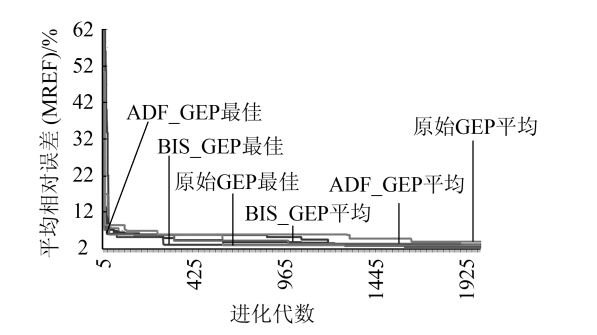 平均相对误差(MREF)/%
62
52
42
32
22
12
2
ADF_GEP最佳
BIS_GEP最佳
原始GEP最佳
BIS_GEP平均
ADF_GEP平均
原始GEP平均
5
425
965
1445
1925
进化代数